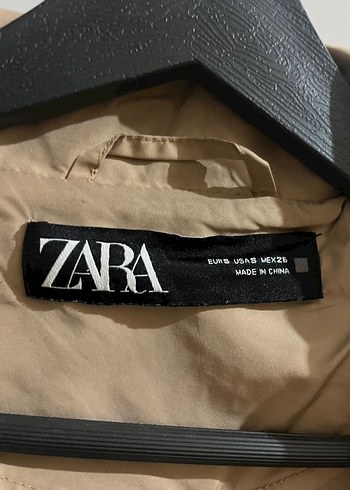 ZARA
EUR S USA S MEX 26
MADE IN CHINA